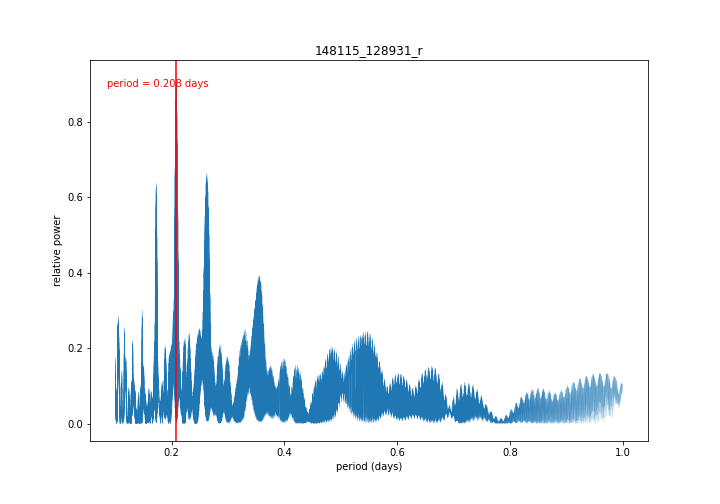 148115_128931_r
period = 0.208 days
relative power
0.8
0.6
0.4
0.2
0.0
0.2 0.4 0.6 0.8 1.0
period (days)